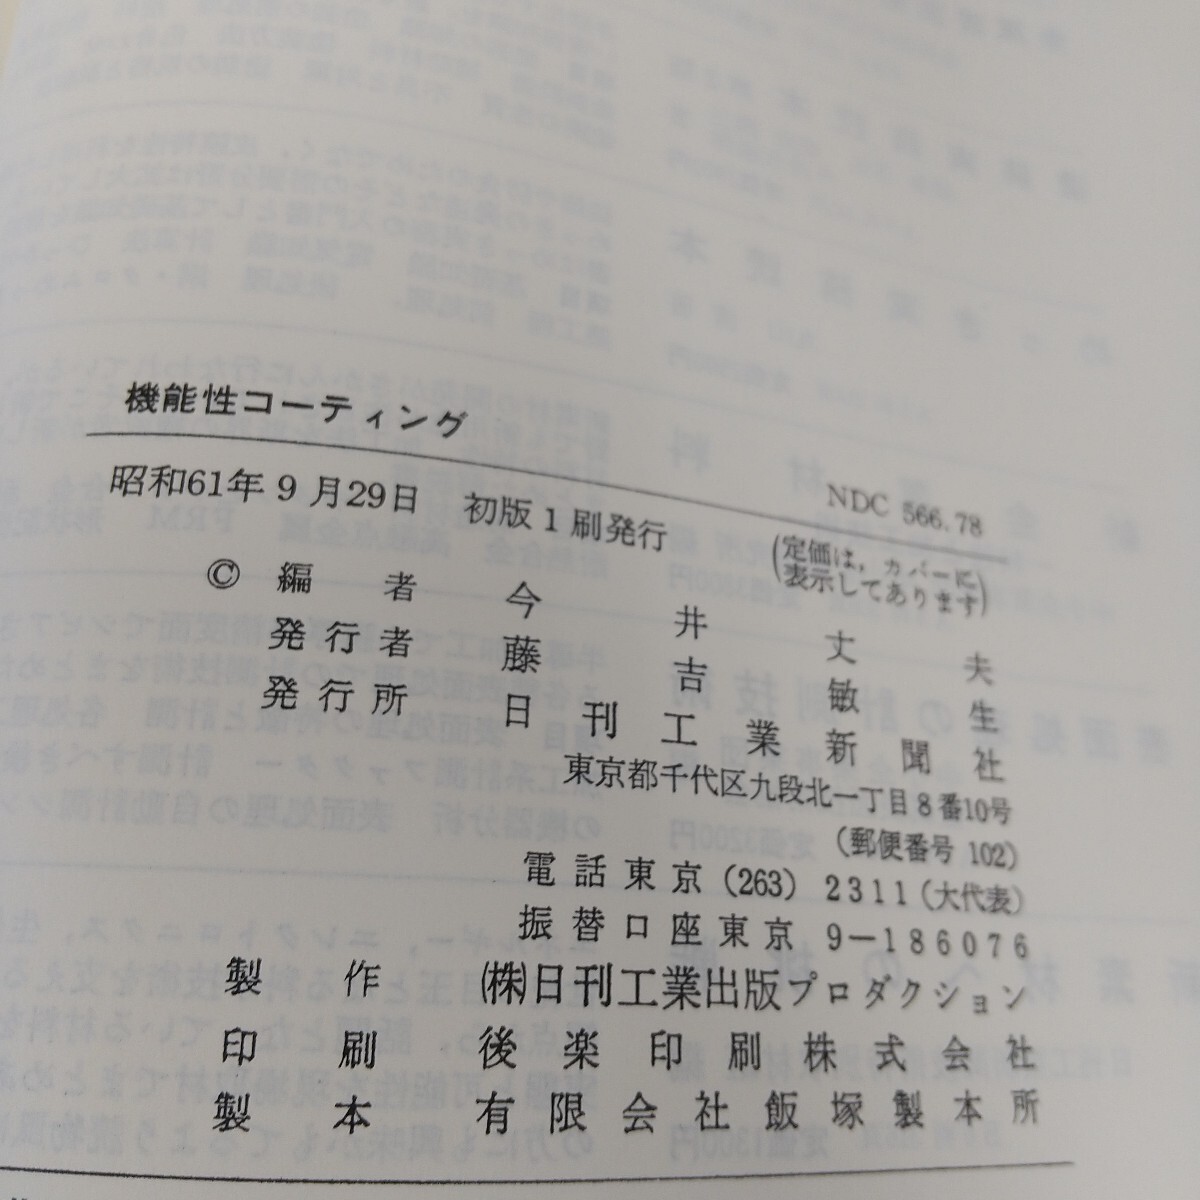 機能性コーティング
NDC 566.78
昭和61年9月29日 初版1刷発行
(定価は，カバーに
表示してあります)
© 編者 今井丈夫
発行者 藤吉敏生
発行所 日刊工業新聞社
東京都千代区九段北一丁目8番10号
(郵便番号 102)
電話東京 (263) 2311 (大代表)
振替口座東京 9-186076
製作 (株)日刊工業出版プロダクション
印刷 後楽印刷株式会社
製本 有限会社飯塚製本所